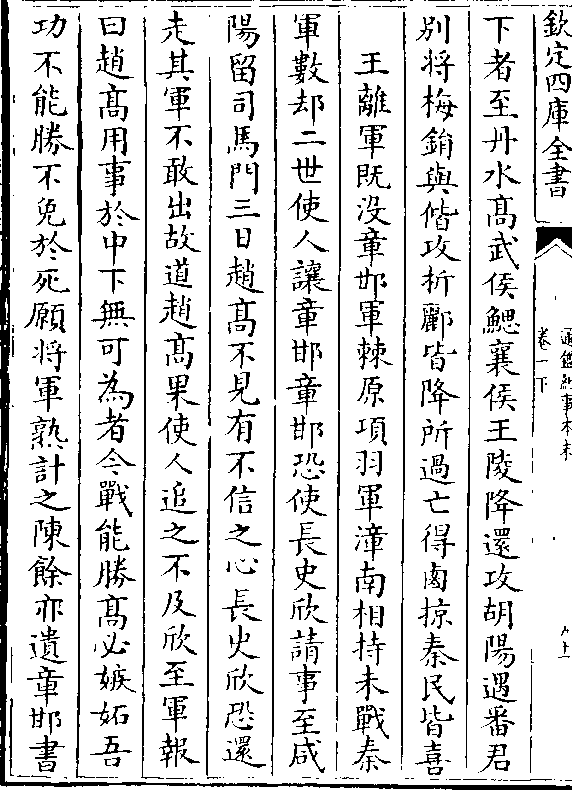 欽定四庫全書
通鑑紀事本末
卷一下
下者至丹水髙武侯鰓襄侯王陵降還攻胡陽遇番君
别将梅鋗與偕攻析酈皆降所過亡得鹵掠秦民皆喜
王離軍既没章邯軍棘原項羽軍漳南相持未戰秦
軍數却二世使人讓章邯章邯恐使長史欣請事至咸
陽留司馬門三日趙髙不見有不信之心長史欣恐還
走其軍不敢出故道趙髙果使人追之不及欣至軍報
曰趙髙用事於中下無可為者今戰能勝髙必嫉妬吾
功不能勝不免於死願将軍熟計之陳餘亦遺章邯書